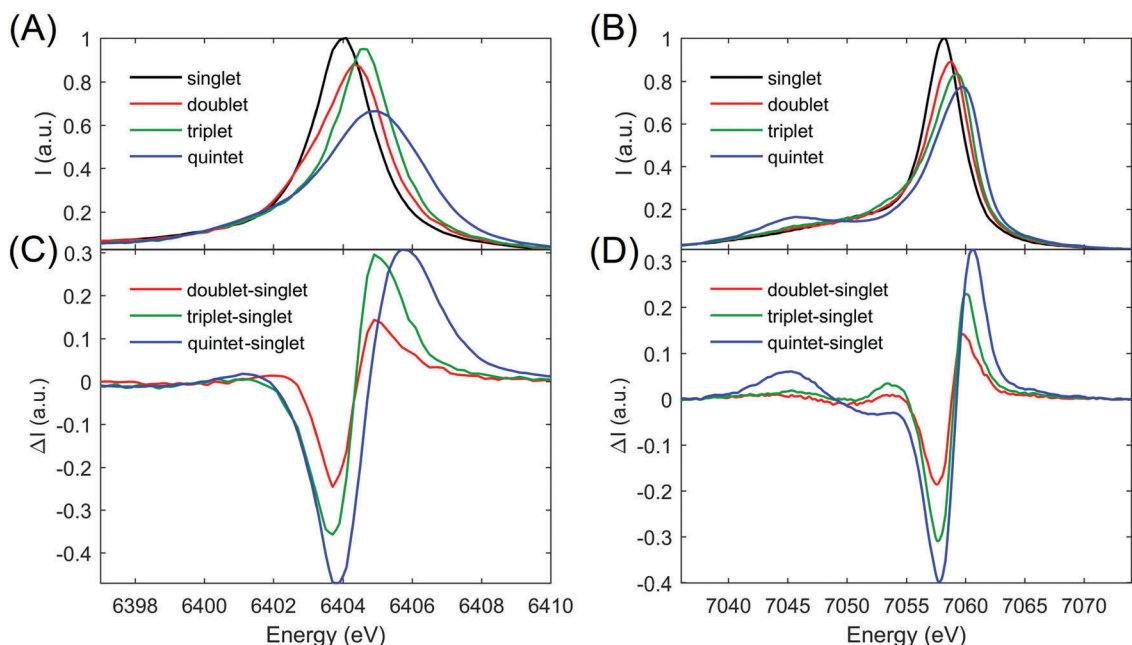 (A)
1
0.8
0.6
0.4
0.2
I (a.u.)
singlet
doublet
triplet
quintet
(B)
1
0.8
0.6
0.4
0.2
I (a.u.)
singlet
doublet
triplet
quintet
(C)
0.3
0.2
0.1
0
-0.1
-0.2
-0.3
-0.4
ΔI (a.u.)
doublet-singlet
triplet-singlet
quintet-singlet
6398 6400 6402 6404 6406 6408 6410
Energy (eV)
(D)
0.3
0.2
0.1
0
-0.1
-0.2
-0.3
-0.4
ΔI (a.u.)
doublet-singlet
triplet-singlet
quintet-singlet
7040 7045 7050 7055 7060 7065 7070
Energy (eV)